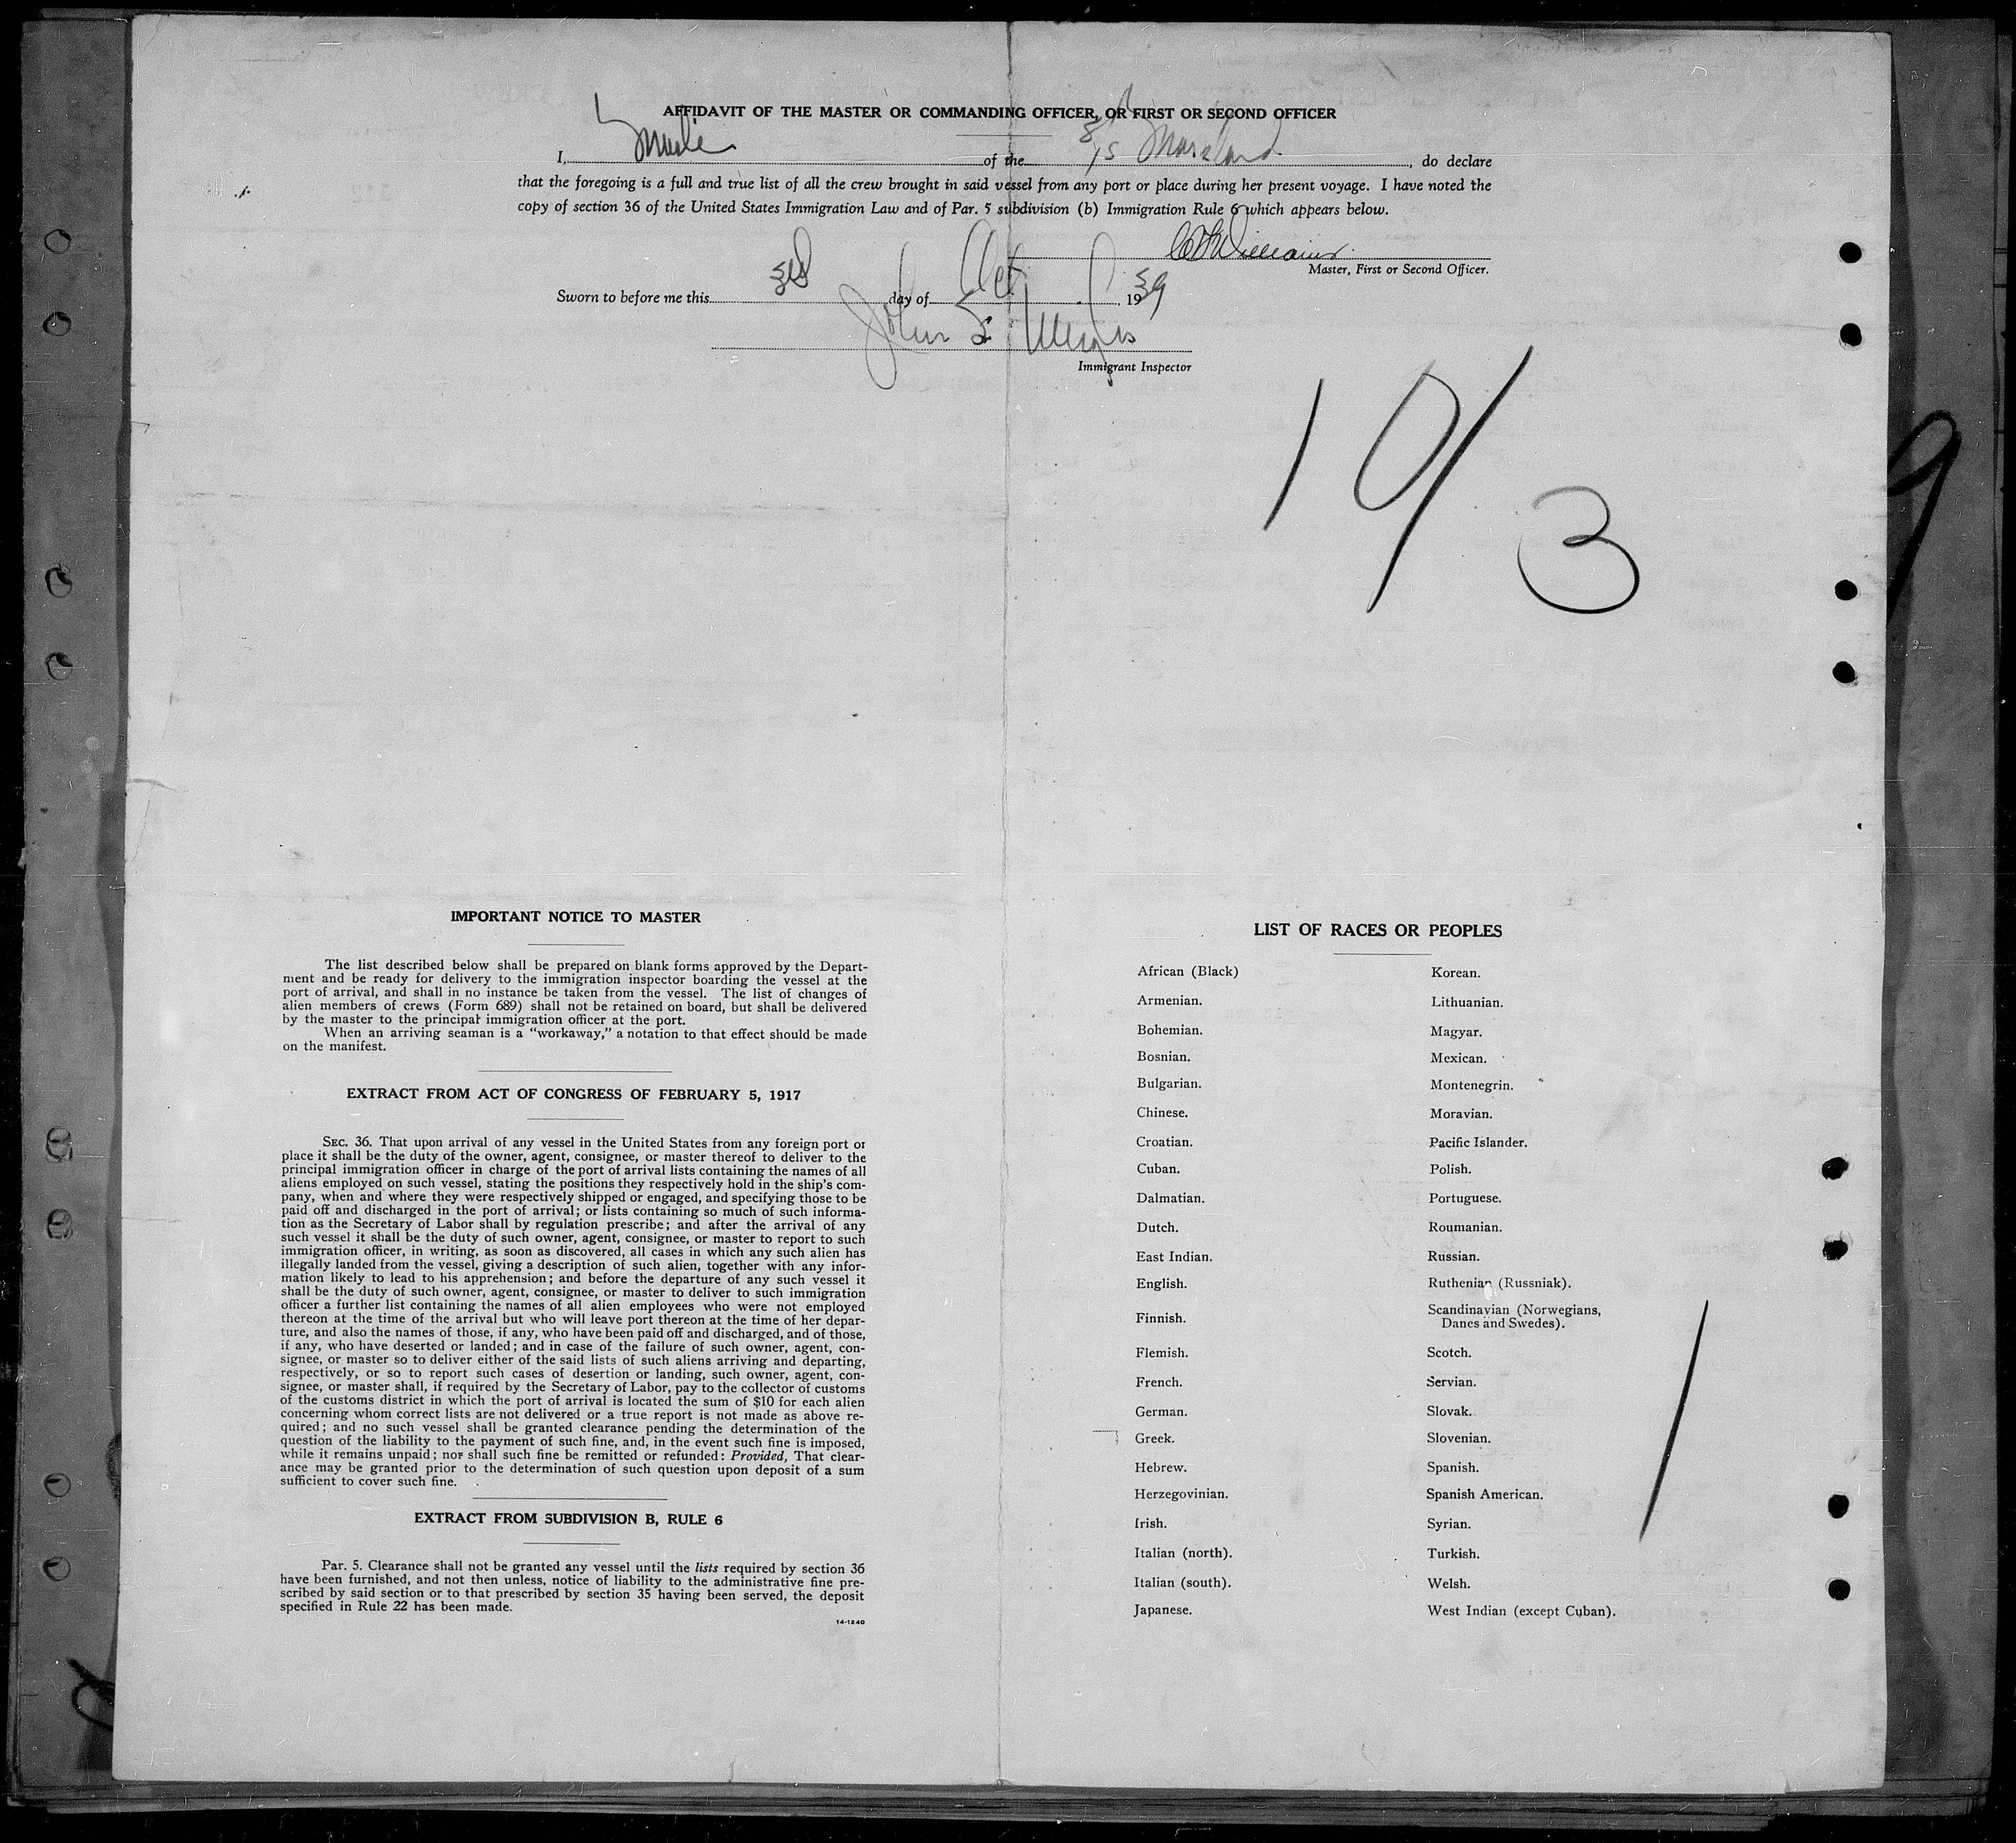 AFFIDAVIT OF THE MASTER OR COMMANDING OFFICER, OR FIRST OR SECOND OFFICER
I, of the S/S , do declare
that the foregoing is a full and true list of all the crew brought in said vessel from any port or place during her present voyage. I have noted the
copy of section 36 of the United States Immigration Law and of Par. 5 subdivision (b) Immigration Rule 6 which appears below.
Williams
Master, First or Second Officer.
Sworn to before me this 3rd day of Oct 1939
John
Immigrant Inspector
10/3
IMPORTANT NOTICE TO MASTER
The list described below shall be prepared on blank forms approved by the Depart-
ment and be ready for delivery to the immigration inspector boarding the vessel at the
port of arrival, and shall in no instance be taken from the vessel. The list of changes of
alien members of crews (Form 689) shall not be retained on board, but shall be delivered
by the master to the principal immigration officer at the port.
When an arriving seaman is a “workaway,” a notation to that effect should be made
on the manifest.
EXTRACT FROM ACT OF CONGRESS OF FEBRUARY 5, 1917
SEC. 36. That upon arrival of any vessel in the United States from any foreign port or
place it shall be the duty of the owner, agent, consignee, or master thereof to deliver to the
principal immigration officer in charge of the port of arrival lists containing the names of all
aliens employed on such vessel, stating the positions they respectively hold in the ship's com-
pany, when and where they were respectively shipped or engaged, and specifying those to be
paid off and discharged in the port of arrival; or lists containing so much of such informa-
tion as the Secretary of Labor shall by regulation prescribe; and after the arrival of any
such vessel it shall be the duty of such owner, agent, consignee, or master to report to such
immigration officer, in writing, as soon as discovered, all cases in which any such alien has
illegally landed from the vessel, giving a description of such alien, together with any infor-
mation likely to lead to his apprehension; and before the departure of any such vessel it
shall be the duty of such owner, agent, consignee, or master to deliver to such immigration
officer a further list containing the names of all alien employees who were not employed
thereon at the time of the arrival but who will leave port thereon at the time of her depar-
ture, and also the names of those, if any, who have been paid off and discharged, and of those,
if any, who have deserted or landed; and in case of the failure of such owner, agent, con-
signee, or master so to deliver either of the said lists of such aliens arriving and departing,
respectively, or so to report such cases of desertion or landing, such owner, agent, con-
signee, or master shall, if required by the Secretary of Labor, pay to the collector of customs
of the customs district in which the port of arrival is located the sum of $10 for each alien
concerning whom correct lists are not delivered or a true report is not made as above re-
quired; and no such vessel shall be granted clearance pending the determination of the
question of the liability to the payment of such fine, and, in the event such fine is imposed,
while it remains unpaid; nor shall such fine be remitted or refunded: Provided, That clear-
ance may be granted prior to the determination of such question upon deposit of a sum
sufficient to cover such fine.
EXTRACT FROM SUBDIVISION B, RULE 6
Par. 5. Clearance shall not be granted any vessel until the lists required by section 36
have been furnished, and not then unless, notice of liability to the administrative fine pre-
scribed by said section or to that prescribed by section 35 having been served, the deposit
specified in Rule 22 has been made.
14-1240
LIST OF RACES OR PEOPLES
African (Black)
Armenian.
Bohemian.
Bosnian.
Bulgarian.
Chinese.
Croatian.
Cuban.
Dalmatian.
Dutch.
East Indian.
English.
Finnish.
Flemish.
French.
German.
Greek.
Hebrew.
Herzegovinian.
Irish.
Italian (north).
Italian (south).
Japanese.
Korean.
Lithuanian.
Magyar.
Mexican.
Montenegrin.
Moravian.
Pacific Islander.
Polish.
Portuguese.
Roumanian.
Russian.
Ruthenian (Russniak).
Scandinavian (Norwegians,
Danes and Swedes).
Scotch.
Servian.
Slovak.
Slovenian.
Spanish.
Spanish American.
Syrian.
Turkish.
Welsh.
West Indian (except Cuban).